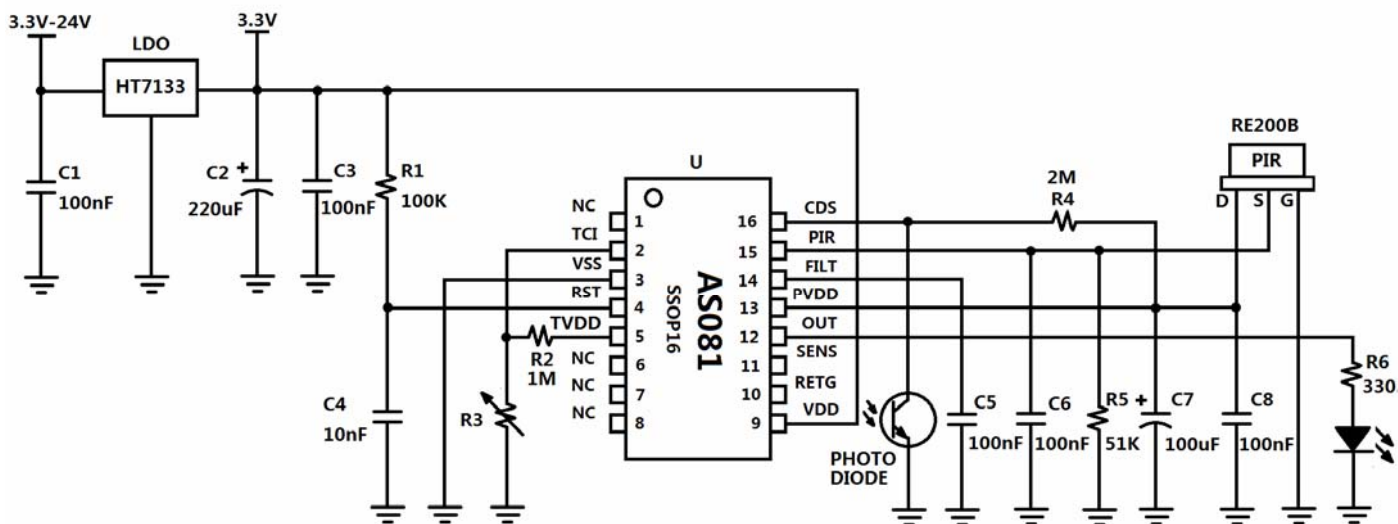 3.3V-24V
3.3V
LDO
HT7133
C1
100nF
C2
+
220uF
C3
100nF
R1
100K
C4
10nF
R3
R2
1M
U
AS081
SSOP16
NC
1
TCI
2
VSS
3
RST
4
TVDD
5
NC
6
NC
7
NC
8
CDS
16
PIR
15
FILT
14
PVDD
13
OUT
12
SENS
11
RETG
10
VDD
9
2M
R4
RE200B
PIR
D
S
G
PHOTO
DIODE
C5
100nF
C6
100nF
R5
51K
+
C7
100uF
C8
100nF
R6
330